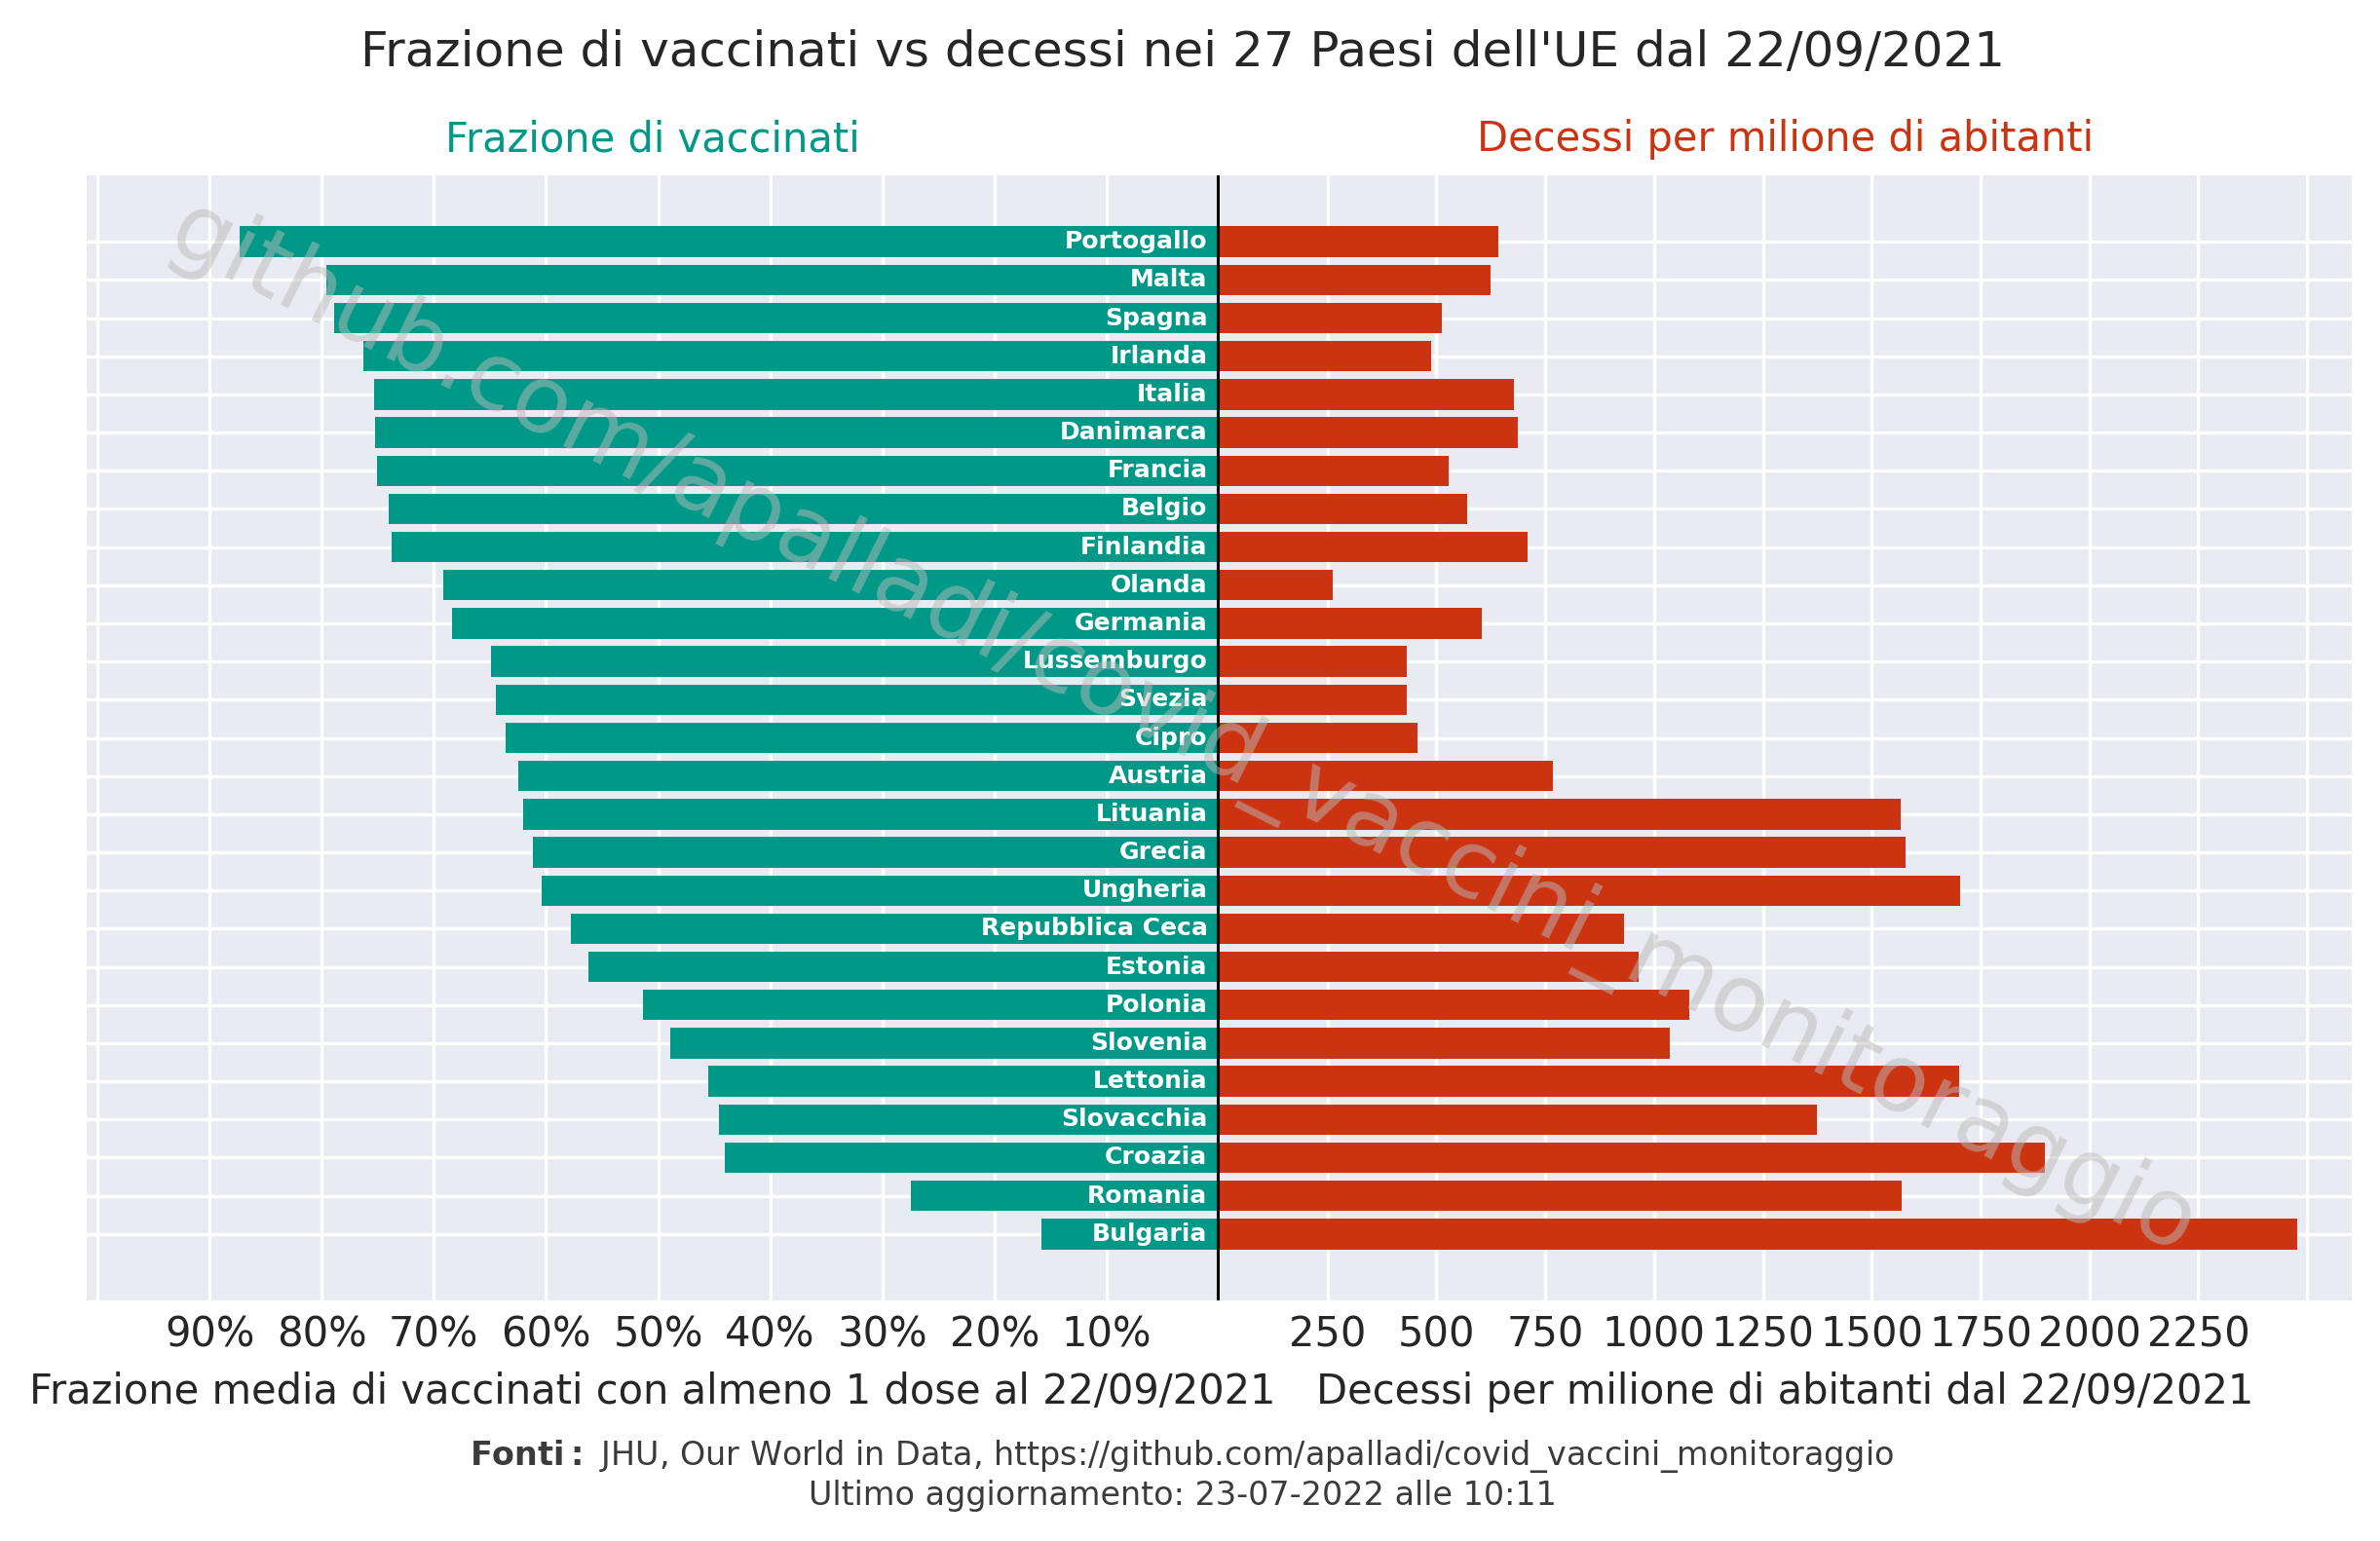 Frazione di vaccinati vs decessi nei 27 Paesi dell'UE dal 22/09/2021
Frazione di vaccinati
Decessi per milione di abitanti
Portogallo
Malta
Spagna
Irlanda
Italia
Danimarca
Francia
Belgio
Finlandia
Olanda
Germania
Lussemburgo
Svezia
Cipro
Austria
Lituania
Grecia
Ungheria
Repubblica Ceca
Estonia
Polonia
Slovenia
Lettonia
Slovacchia
Croazia
Romania
Bulgaria
github.com/apalladi/covid_vaccini_monitoraggio
90% 80% 70% 60% 50% 40% 30% 20% 10% 250 500 750 1000 1250 1500 1750 2000 2250
Frazione media di vaccinati con almeno 1 dose al 22/09/2021 Decessi per milione di abitanti dal 22/09/2021
Fonti: JHU, Our World in Data, https://github.com/apalladi/covid_vaccini_monitoraggio
Ultimo aggiornamento: 23-07-2022 alle 10:11